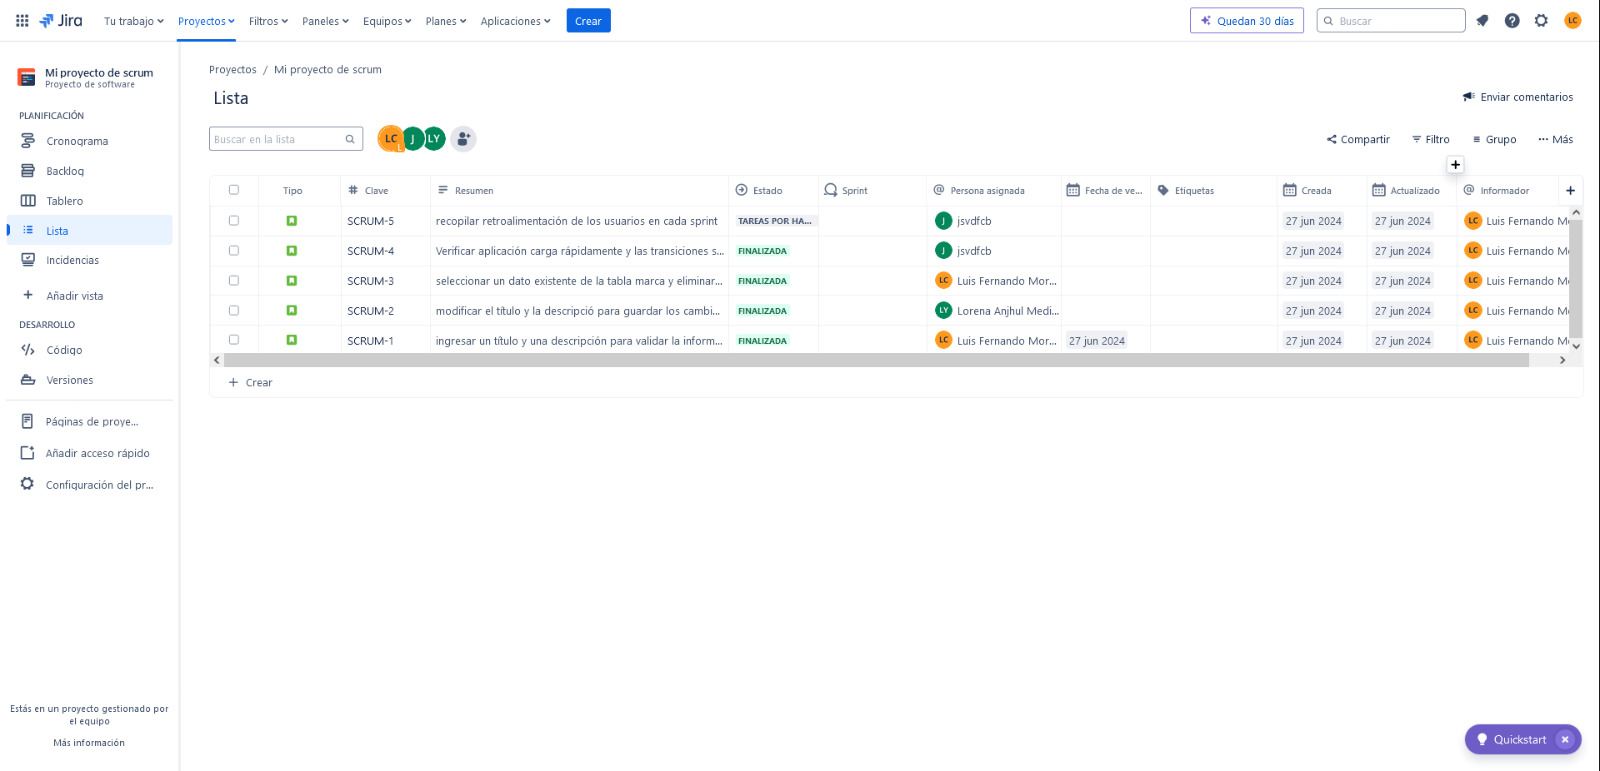 Jira Tu trabajo Proyectos Filtros Paneles Equipos Planes Aplicaciones Crear Quedan 30 días Buscar LC
Mi proyecto de scrum
Proyecto de software
PLANIFICACIÓN
Cronograma
Backlog
Tablero
Lista
Incidencias
Añadir vista
DESARROLLO
Código
Versiones
Páginas de proye...
Añadir acceso rápido
Configuración del pr...
Estás en un proyecto gestionado por
el equipo
Más información
Proyectos / Mi proyecto de scrum
Lista
Enviar comentarios
Buscar en la lista LC L J LY Compartir Filtro Grupo Más
Tipo Clave Resumen Estado Sprint Persona asignada Fecha de ve... Etiquetas Creada Actualizado Informador
SCRUM-5 recopilar retroalimentación de los usuarios en cada sprint TAREAS POR HA... J jsvdfcb 27 jun 2024 27 jun 2024 LC Luis Fernando Mo
SCRUM-4 Verificar aplicación carga rápidamente y las transiciones s... FINALIZADA J jsvdfcb 27 jun 2024 27 jun 2024 LC Luis Fernando Mo
SCRUM-3 seleccionar un dato existente de la tabla marca y eliminar... FINALIZADA LC Luis Fernando Mor... 27 jun 2024 27 jun 2024 LC Luis Fernando Mo
SCRUM-2 modificar el título y la descripció para guardar los cambi... FINALIZADA LY Lorena Anjhul Medi... 27 jun 2024 27 jun 2024 LC Luis Fernando Mo
SCRUM-1 ingresar un título y una descripción para validar la inform... FINALIZADA LC Luis Fernando Mor... 27 jun 2024 27 jun 2024 27 jun 2024 LC Luis Fernando Mo
Crear
Quickstart